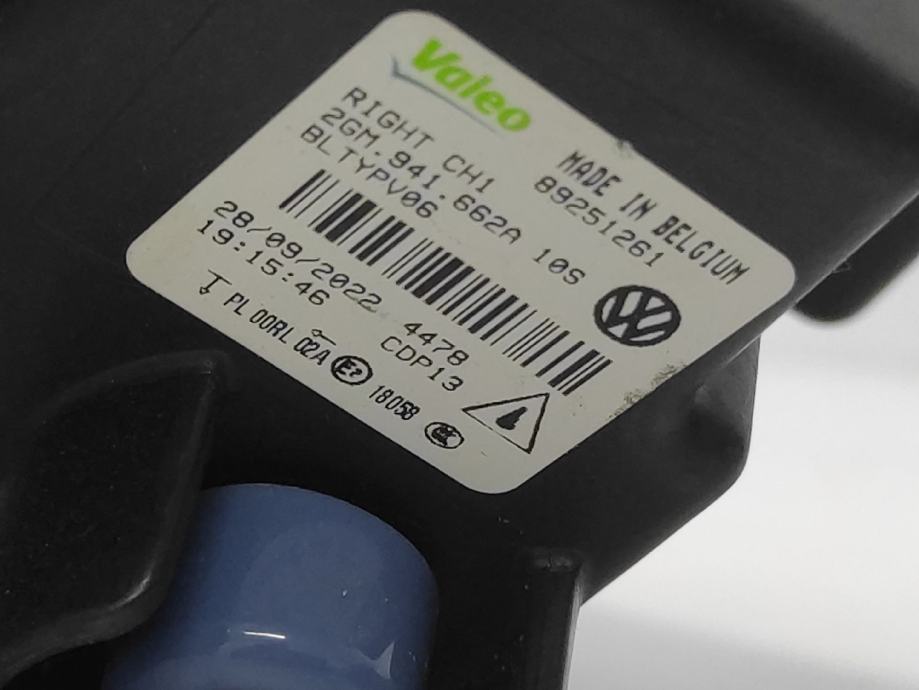 Valeo
MADE IN BELGIUM
RIGHT CH1 89251261
2GM.941.662A 10S
BLTYPV06
28/09/2022 4478
19:15:46 CDP13
PL 00RL 02A 18058